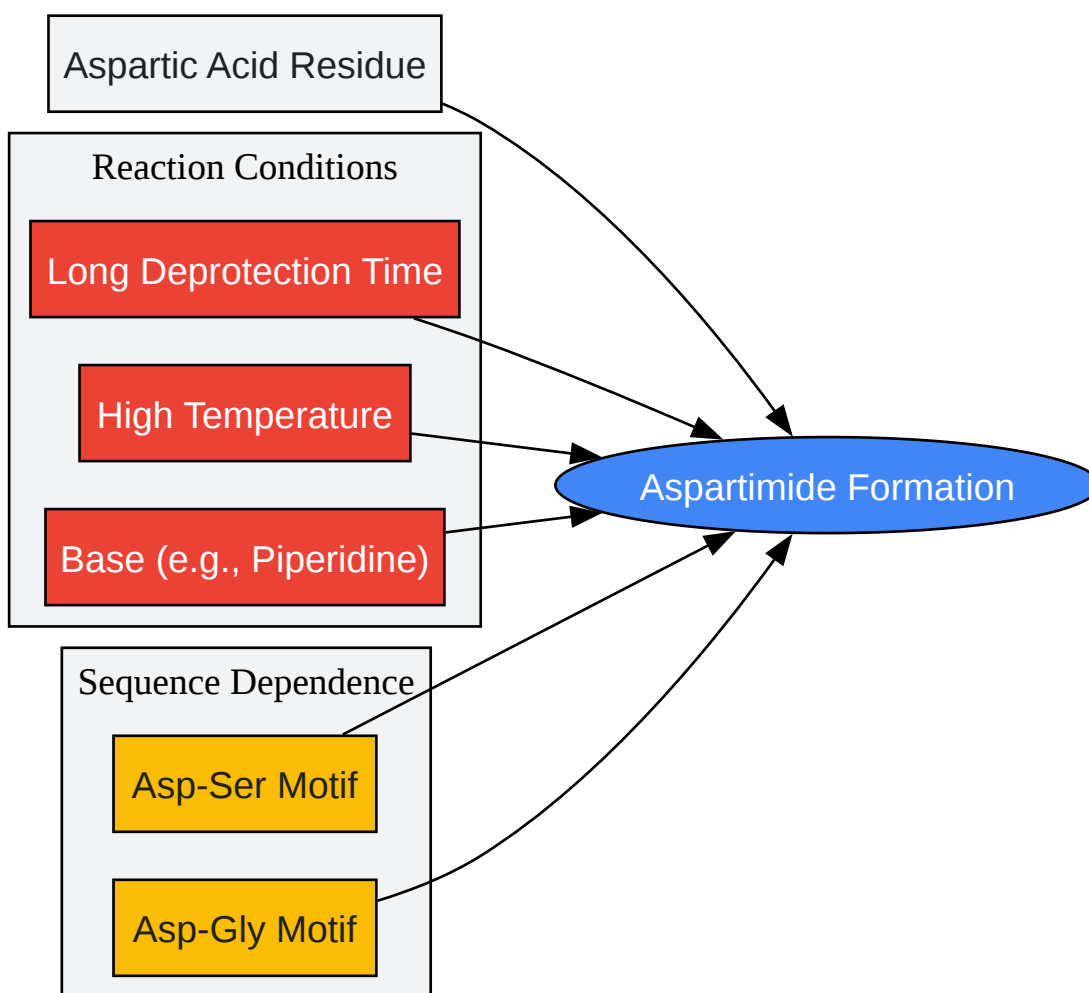 Aspartic Acid Residue
Reaction Conditions
Long Deprotection Time
High Temperature
Aspartimide Formation
Base (e.g., Piperidine)
Sequence Dependence
Asp-Ser Motif
Asp-Gly Motif